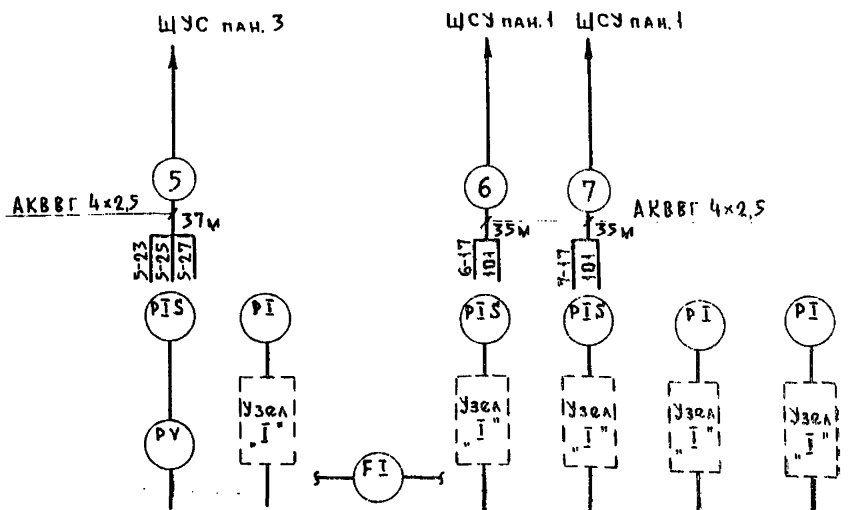 ЩУС ПАН. 3
ЩСУ ПАН.1
ЩСУ ПАН.1
5
6
7
АКВВГ 4×2,5
37м
35м
35м
АКВВГ 4×2,5
5-23
5-25
5-27
6-17
101
7-17
101
PIS
PI
PIS
PIS
PI
PI
PY
Узел
„I"
FI
Узел
„I"
Узел
„I"
Узел
„I"
Узел
„I"